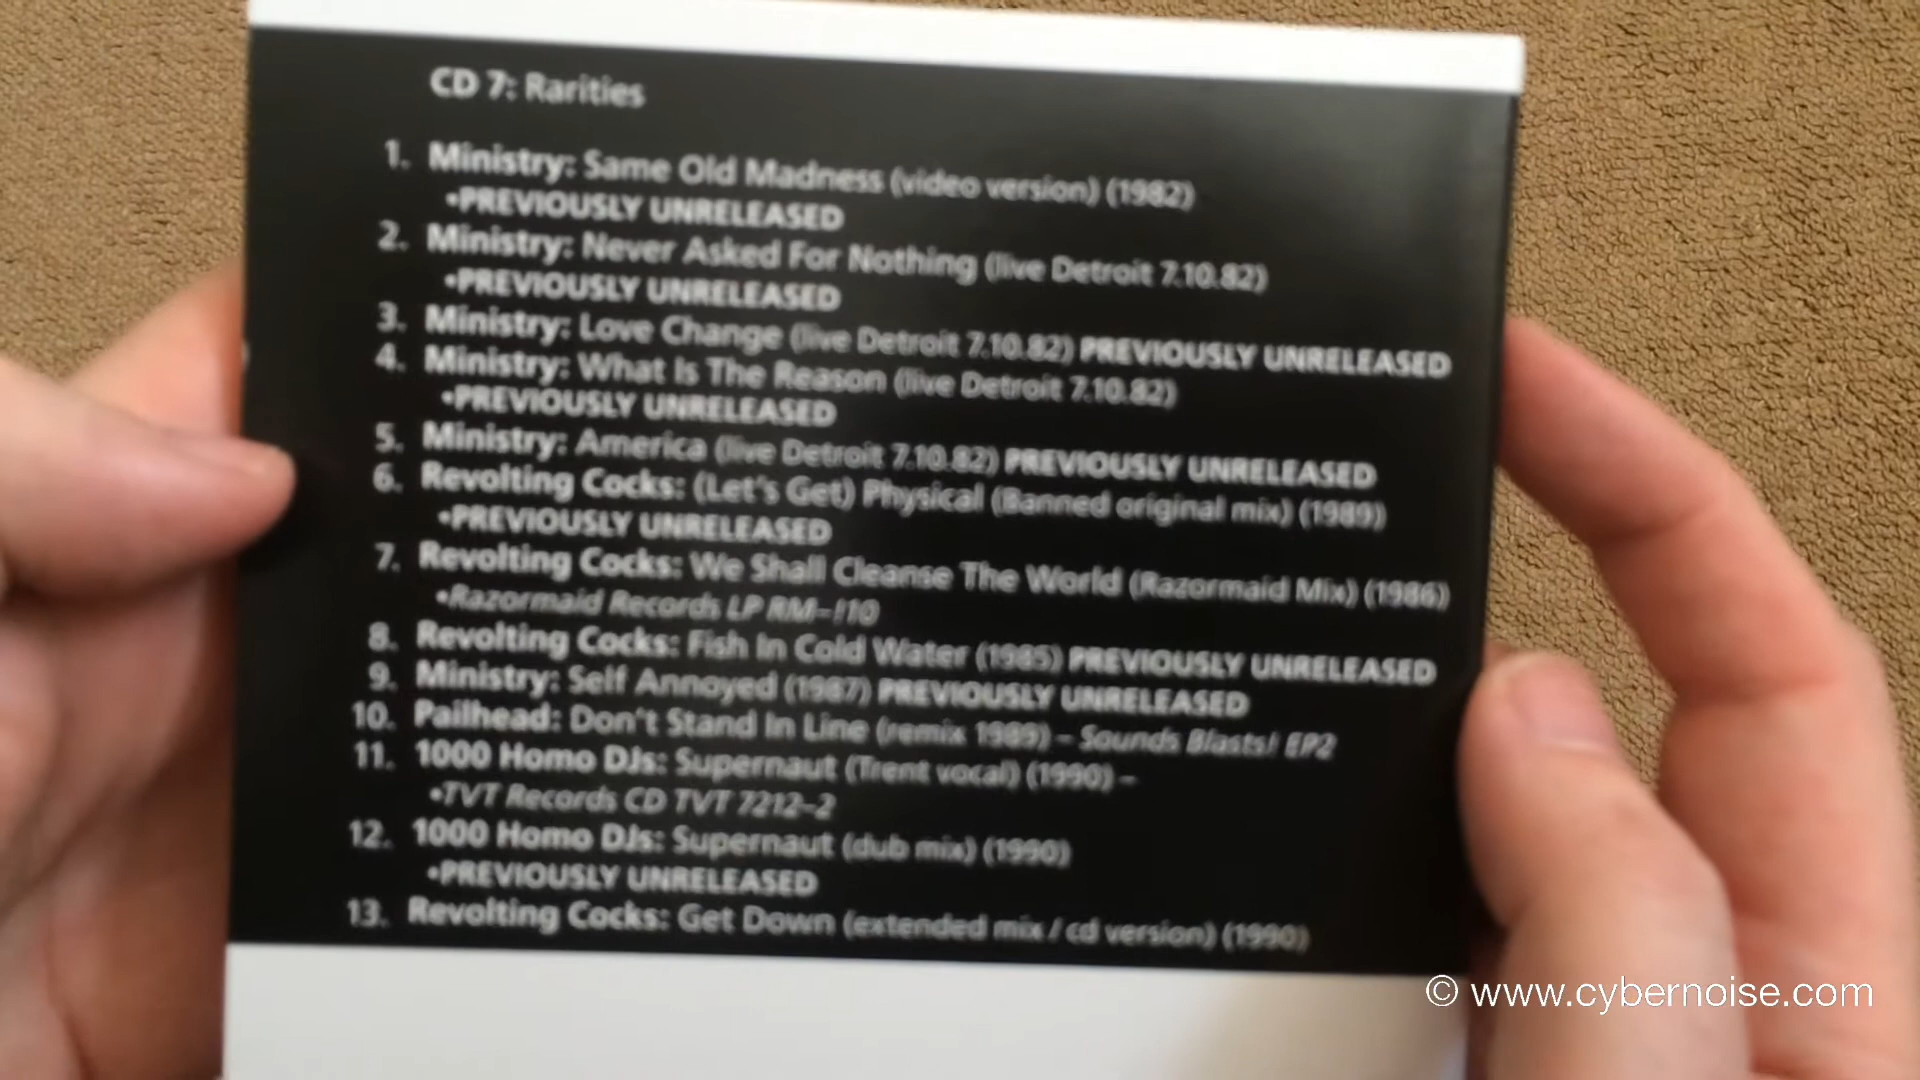 CD 7: Rarities
1. Ministry: Same Old Madness (video version) (1982)
•PREVIOUSLY UNRELEASED
2. Ministry: Never Asked For Nothing (live Detroit 7.10.82)
•PREVIOUSLY UNRELEASED
3. Ministry: Love Change (live Detroit 7.10.82) PREVIOUSLY UNRELEASED
4. Ministry: What Is The Reason (live Detroit 7.10.82)
•PREVIOUSLY UNRELEASED
5. Ministry: America (live Detroit 7.10.82) PREVIOUSLY UNRELEASED
6. Revolting Cocks: (Let's Get) Physical (Banned original mix) (1989)
•PREVIOUSLY UNRELEASED
7. Revolting Cocks: We Shall Cleanse The World (Razormaid Mix) (1986)
•Razormaid Records LP RM-!10
8. Revolting Cocks: Fish In Cold Water (1985) PREVIOUSLY UNRELEASED
9. Ministry: Self Annoyed (1987) PREVIOUSLY UNRELEASED
10. Pailhead: Don't Stand In Line (remix 1989) – Sounds Blasts! EP2
11. 1000 Homo DJs: Supernaut (Trent vocal) (1990) –
•TVT Records CD TVT 7212-2
12. 1000 Homo DJs: Supernaut (dub mix) (1990)
•PREVIOUSLY UNRELEASED
13. Revolting Cocks: Get Down (extended mix / cd version) (1990)
© www.cybernoise.com